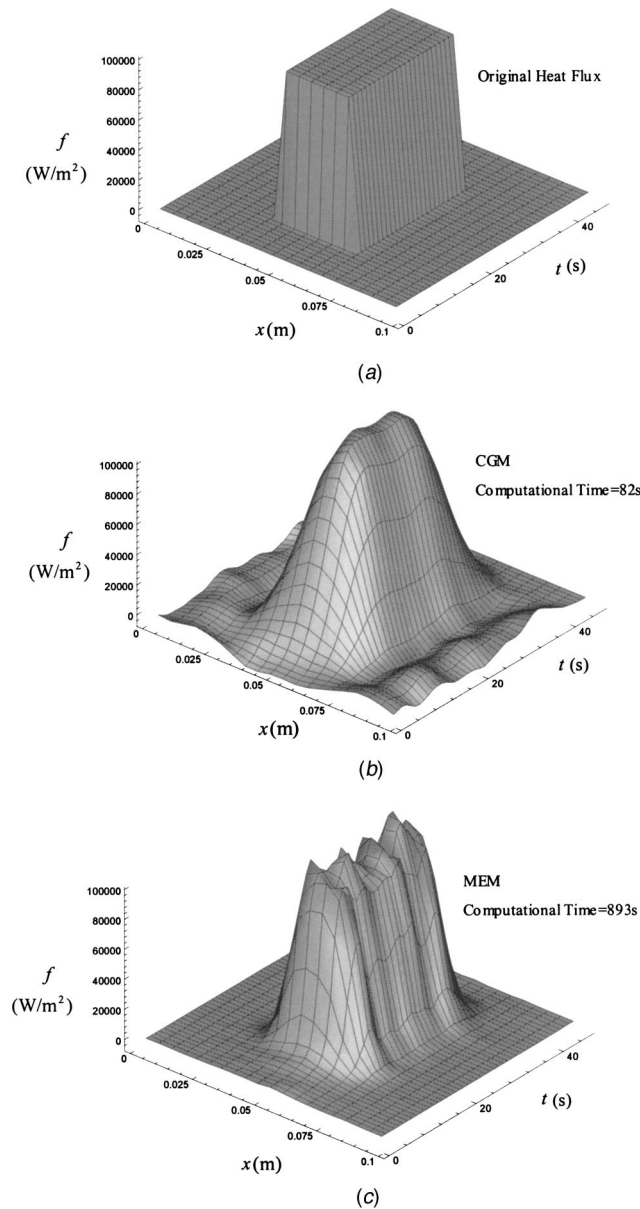 100000
80000
60000
40000
20000
0
f
(W/m²)
Original Heat Flux
0
0.025
0.050
0.075
0.1
x(m)
0
20
40
t (s)
(a)
100000
80000
60000
40000
20000
0
f
(W/m²)
CGM
Computational Time=82s
0
0.025
0.05
0.075
0.1
x(m)
0
20
40
t (s)
(b)
100000
80000
60000
40000
20000
0
f
(W/m²)
MEM
Computational Time=893s
0
0.025
0.05
0.075
0.1
x(m)
0
20
40
t (s)
(c)